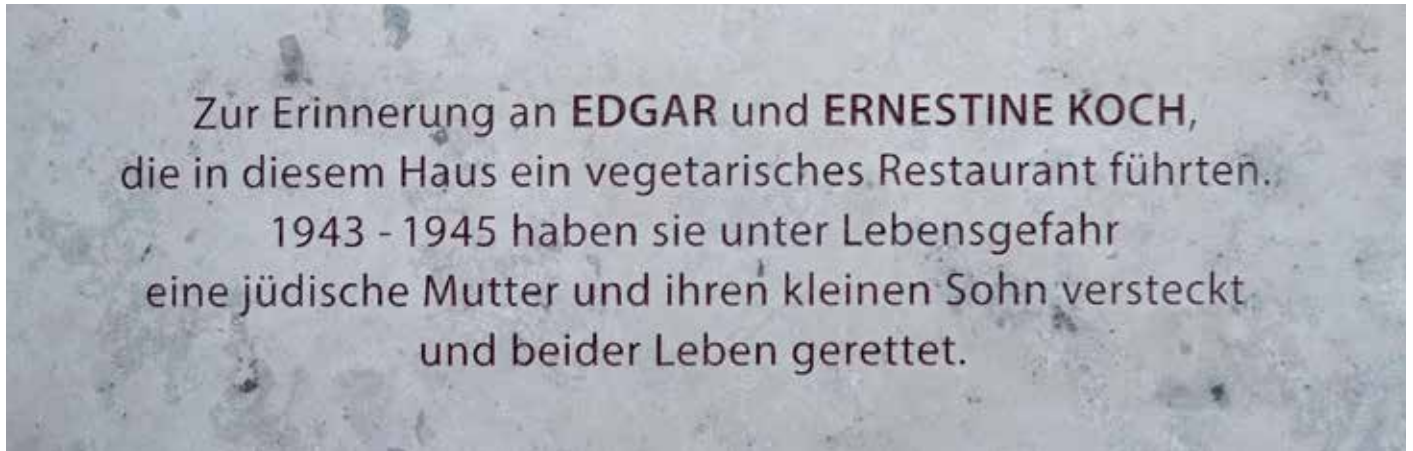 Zur Erinnerung an EDGAR und ERNESTINE KOCH,
die in diesem Haus ein vegetarisches Restaurant führten.
1943 - 1945 haben sie unter Lebensgefahr
eine jüdische Mutter und ihren kleinen Sohn versteckt
und beider Leben gerettet.